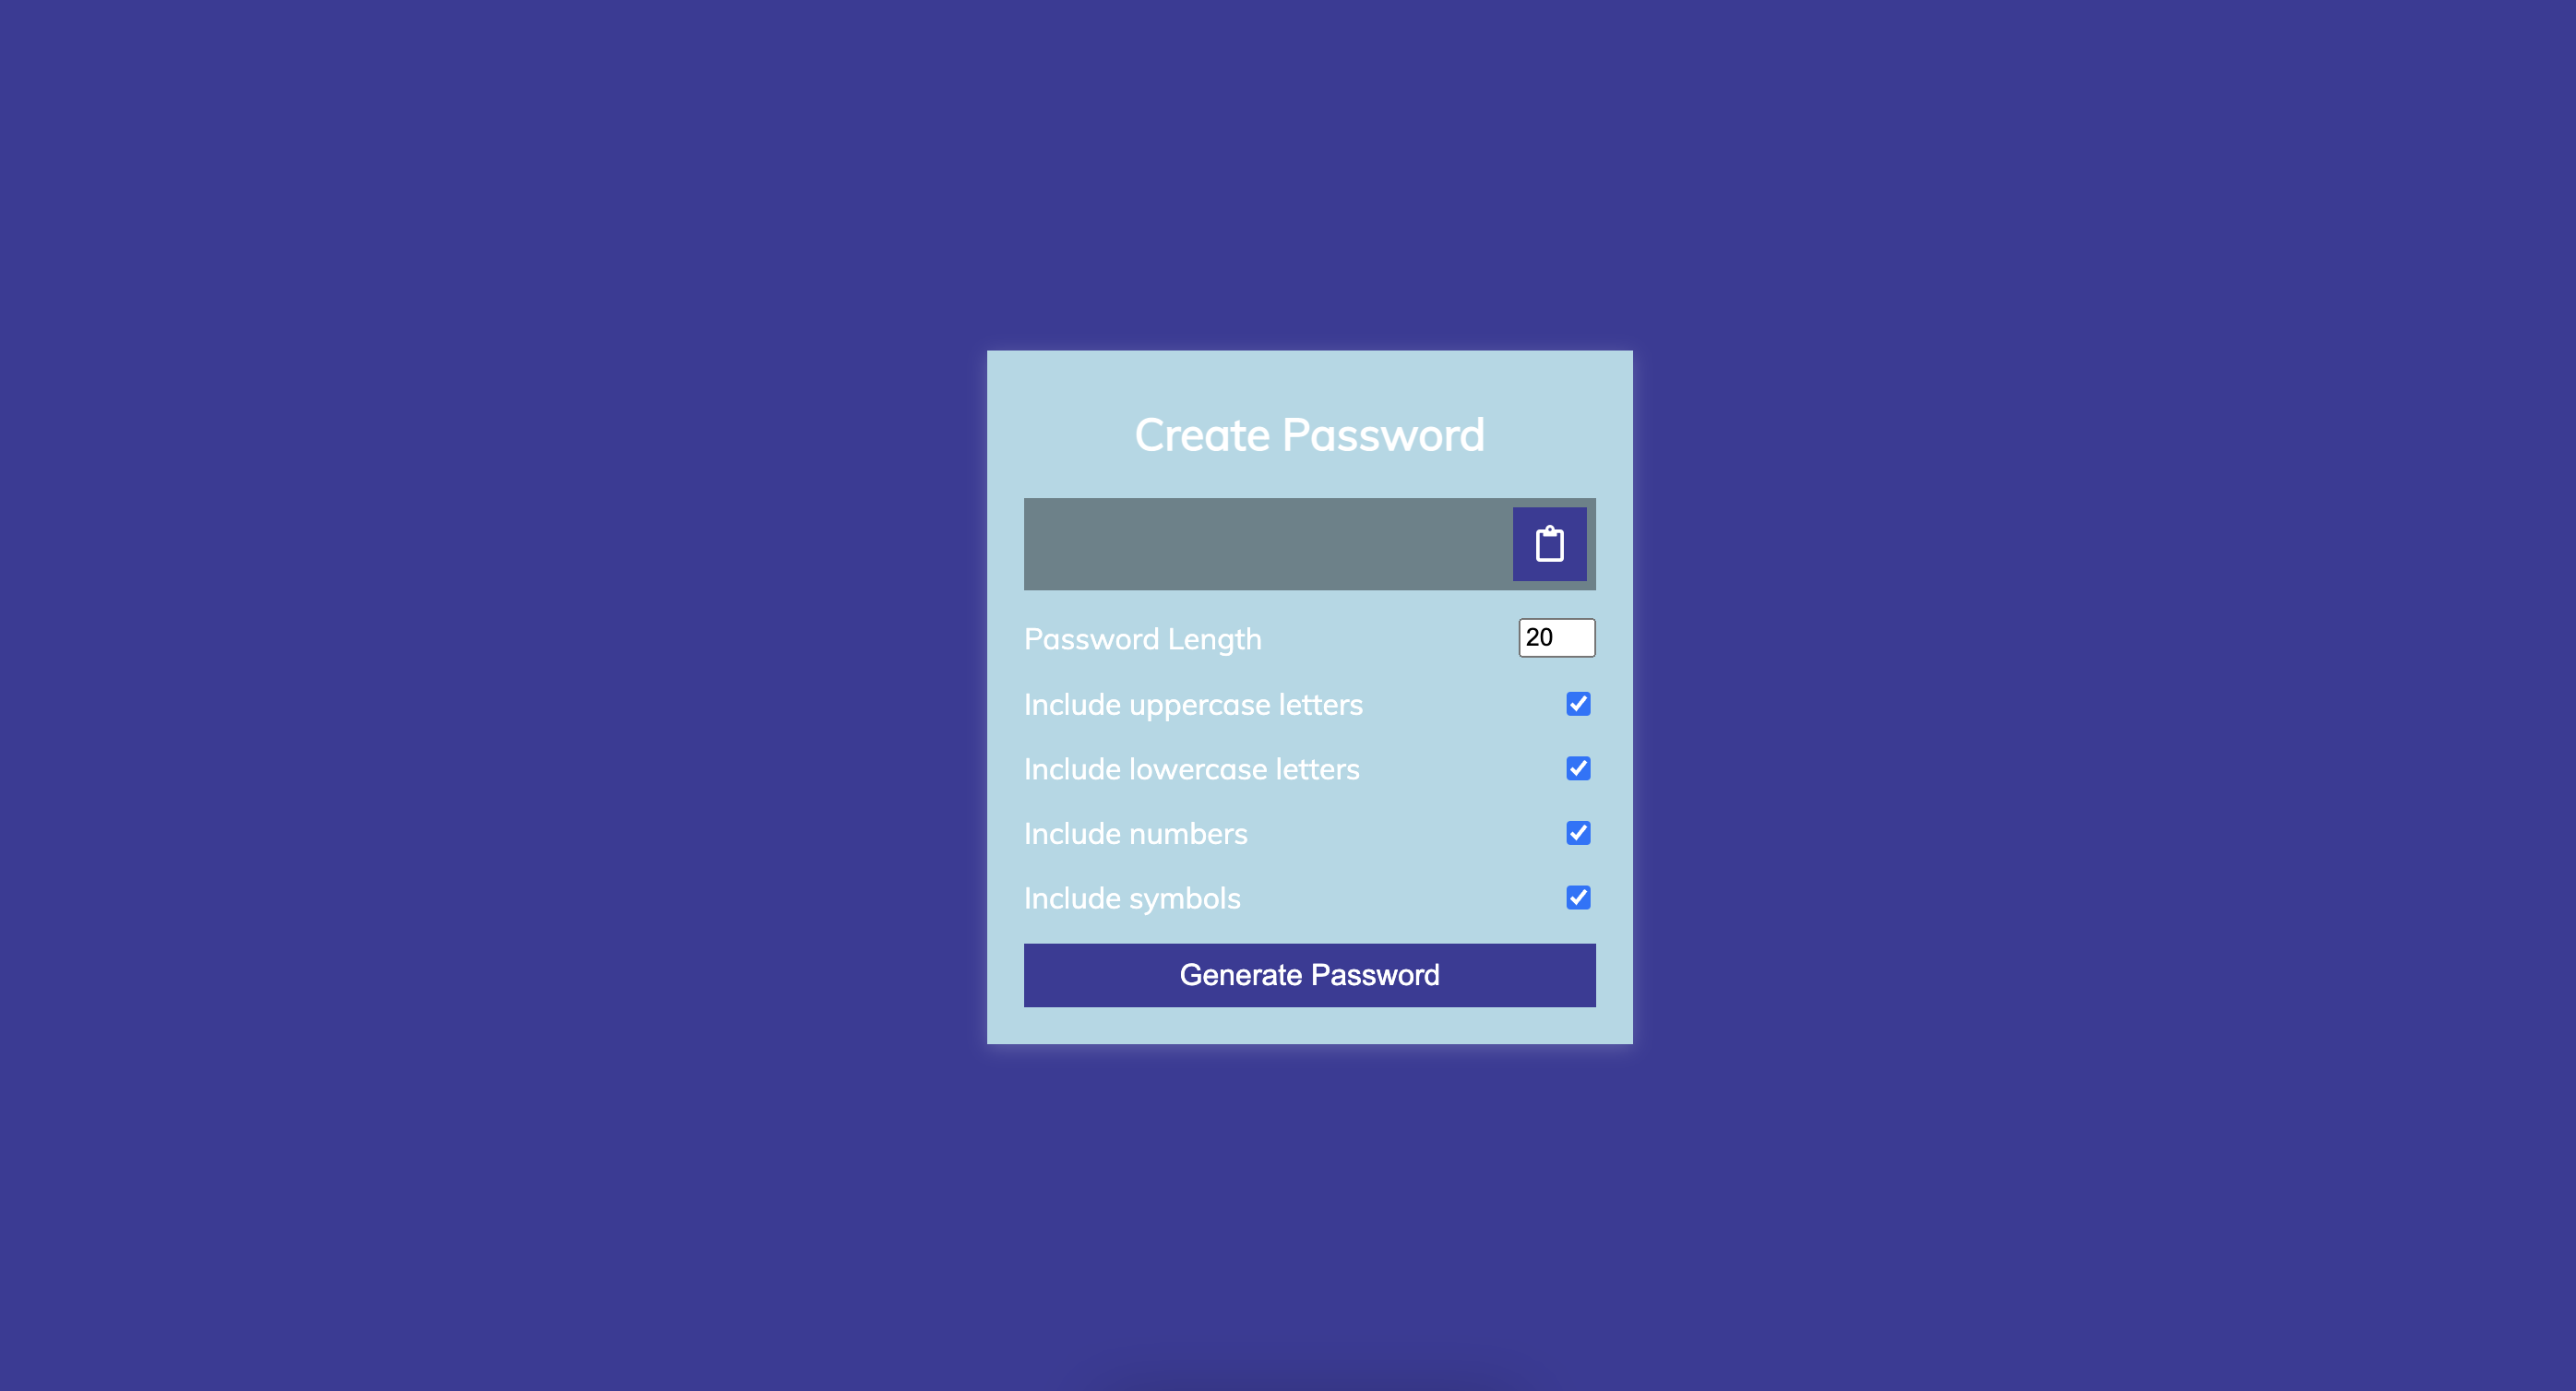 Create Password
Password Length 20
Include uppercase letters
Include lowercase letters
Include numbers
Include symbols
Generate Password